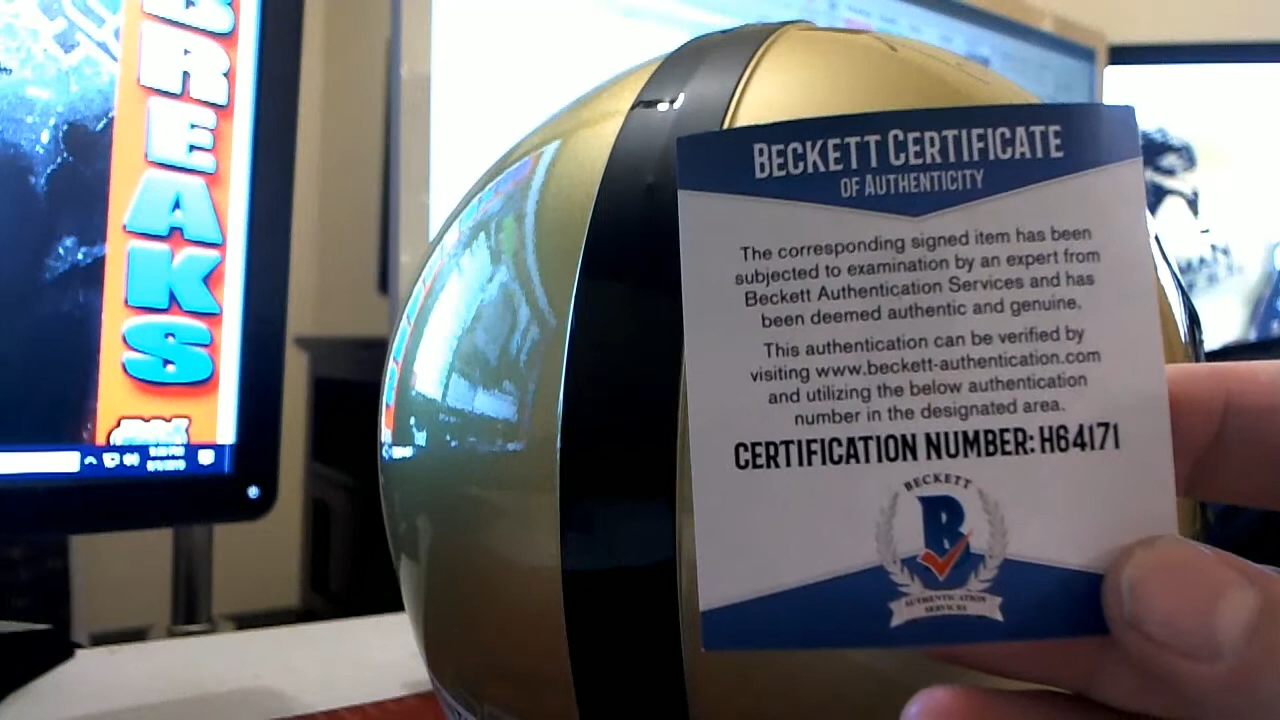 BREAKS
BECKETT CERTIFICATE
OF AUTHENTICITY
The corresponding signed item has been
subjected to examination by an expert from
Beckett Authentication Services and has
been deemed authentic and genuine.
This authentication can be verified by
visiting www.beckett-authentication.com
and utilizing the below authentication
number in the designated area.
CERTIFICATION NUMBER: H64171
BECKETT
B
AUTHENTICATION
SERVICES